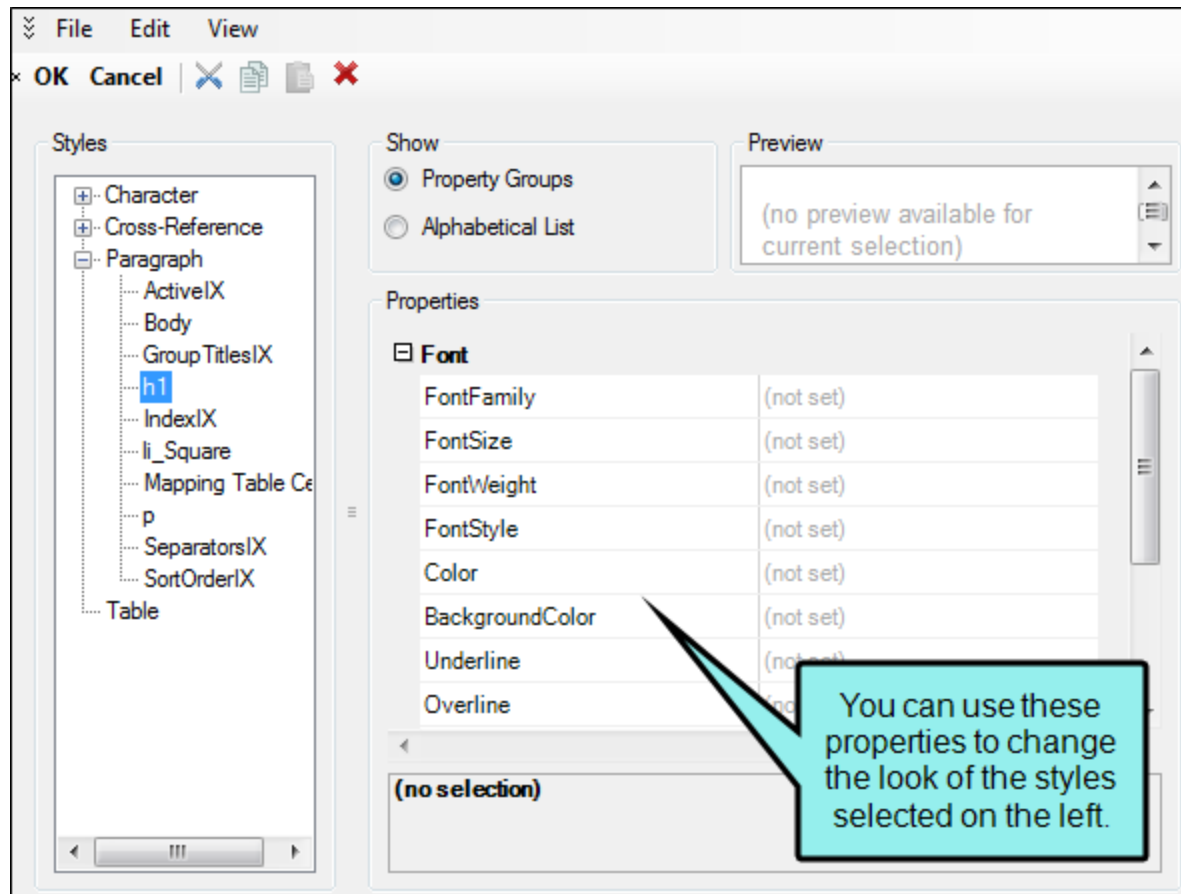 File Edit View
OK Cancel
Styles
Character
Cross-Reference
Paragraph
ActiveIX
Body
GroupTitlesIX
h1
IndexIX
li_Square
Mapping Table Ce
p
SeparatorsIX
SortOrderIX
Table
Show
Property Groups
Alphabetical List
Preview
(no preview available for
current selection)
Properties
Font
FontFamily (not set)
FontSize (not set)
FontWeight (not set)
FontStyle (not set)
Color (not set)
BackgroundColor (not set)
Underline
Overline
(no selection)
You can use these
properties to change
the look of the styles
selected on the left.